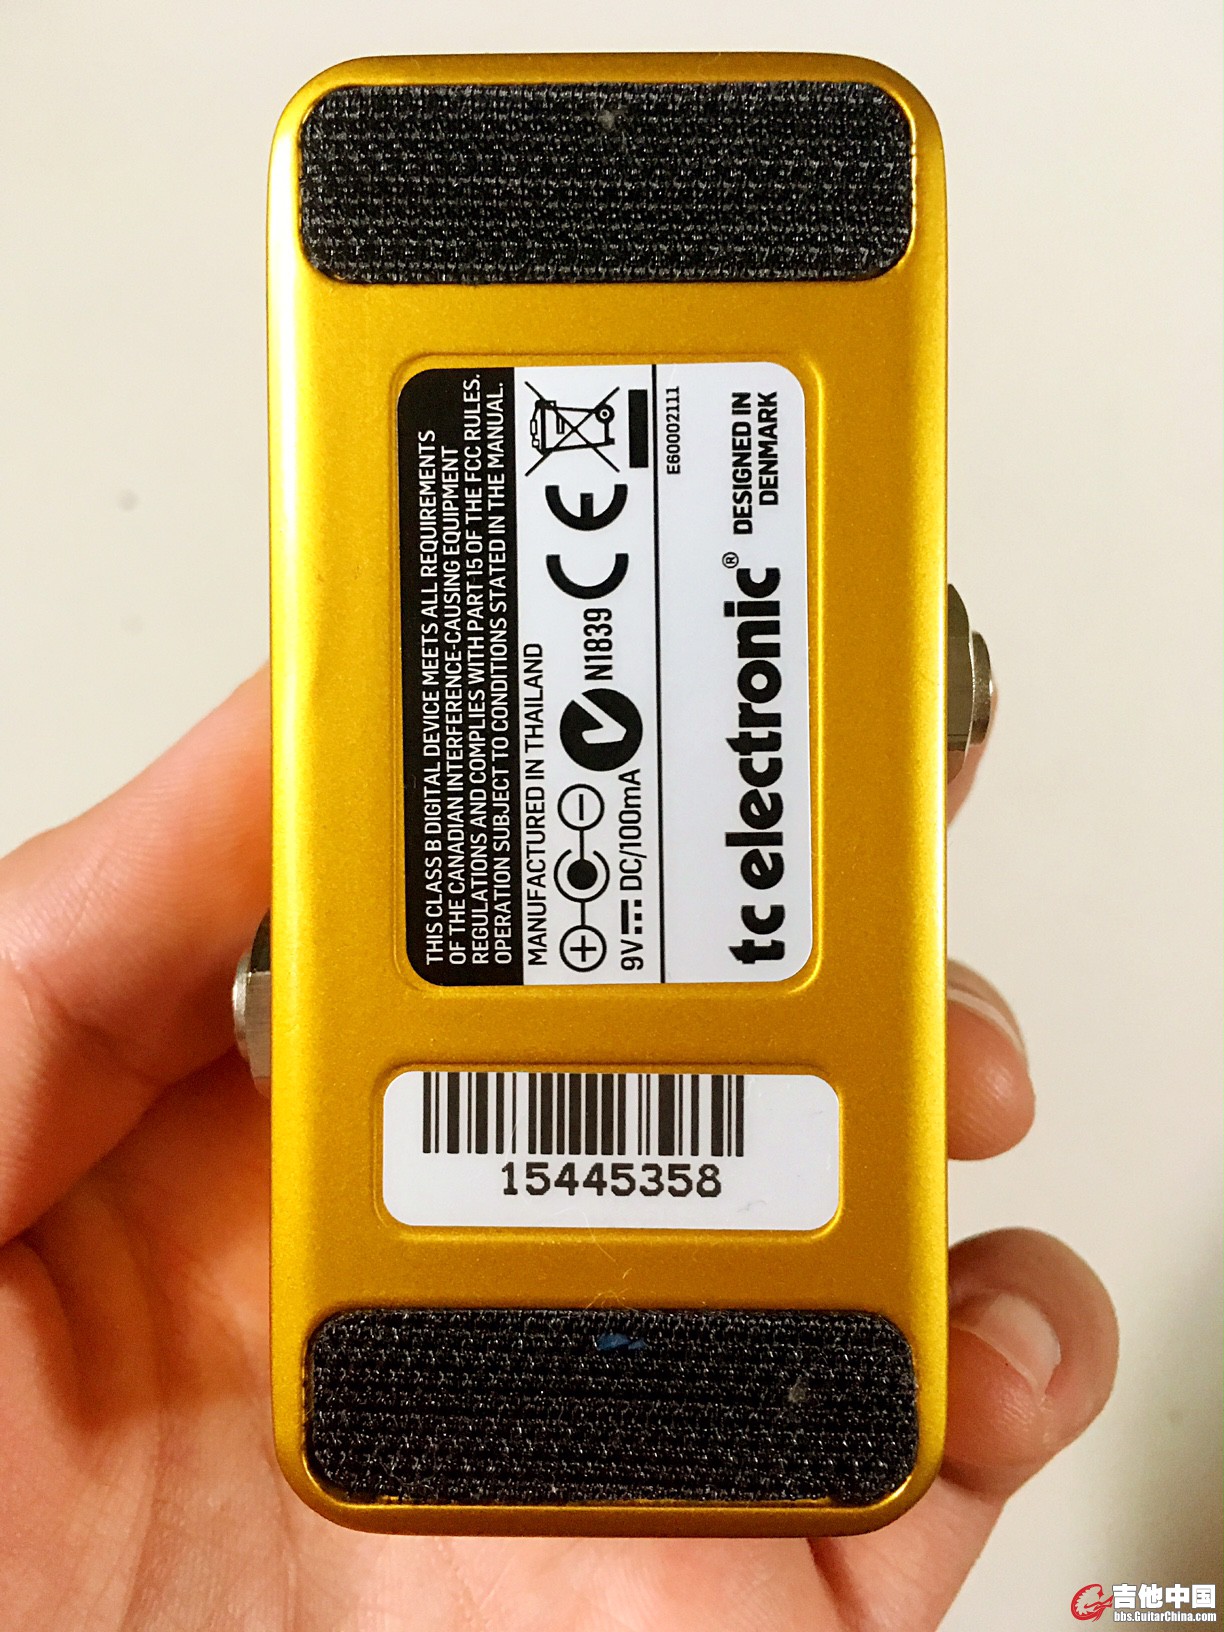 THIS CLASS B DIGITAL DEVICE MEETS ALL REQUIREMENTS
OF THE CANADIAN INTERFERENCE-CAUSING EQUIPMENT
REGULATIONS AND COMPLIES WITH PART 15 OF THE FCC RULES.
OPERATION SUBJECT TO CONDITIONS STATED IN THE MANUAL.
MANUFACTURED IN THAILAND
N1839
CE
9V DC/100mA
E60002111
tc electronic®
DESIGNED IN
DENMARK
15445358
吉他中国
bbs.GuitarChina.com